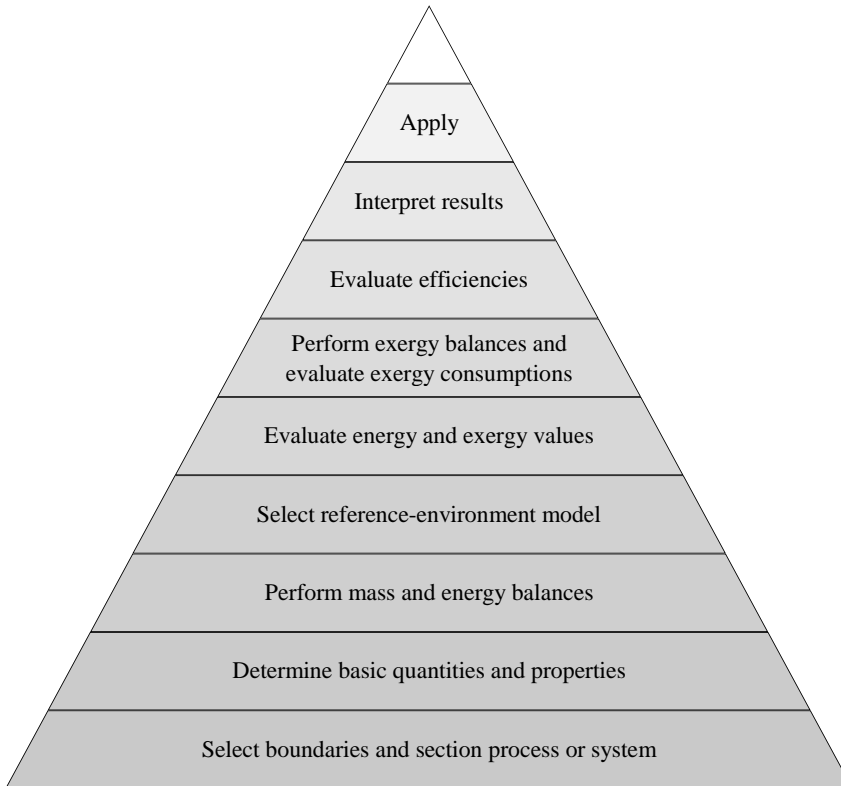 Apply
Interpret results
Evaluate efficiencies
Perform exergy balances and
evaluate exergy consumptions
Evaluate energy and exergy values
Select reference-environment model
Perform mass and energy balances
Determine basic quantities and properties
Select boundaries and section process or system